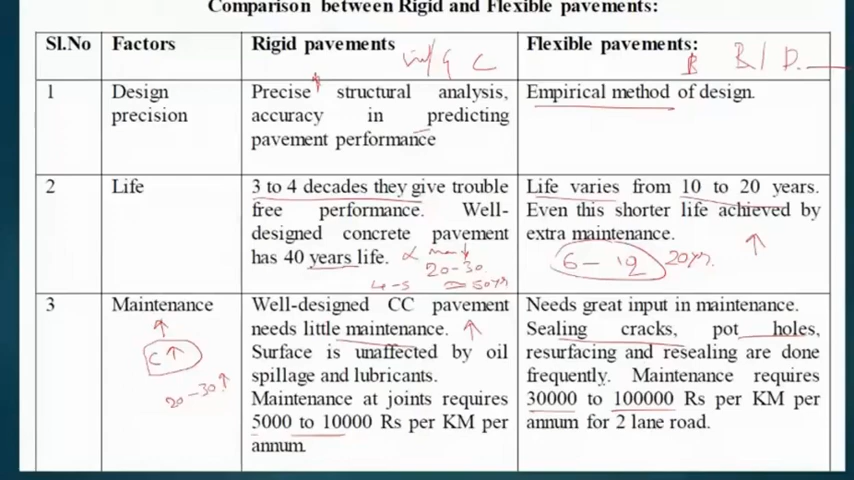 Comparison between Rigid and Flexible pavements:
Sl.No
Factors
Rigid pavements
Flexible pavements:
1
Design
precision
Precise structural analysis,
accuracy in predicting
pavement performance
Empirical method of design.
2
Life
3 to 4 decades they give trouble
free performance. Well-
designed concrete pavement
has 40 years life.
20-30
4-5
50yr
Life varies from 10 to 20 years.
Even this shorter life achieved by
extra maintenance.
6-12 20yr.
3
Maintenance
C↑
20-30↑
Well-designed CC pavement
needs little maintenance.
Surface is unaffected by oil
spillage and lubricants.
Maintenance at joints requires
5000 to 10000 Rs per KM per
annum.
Needs great input in maintenance.
Sealing cracks, pot holes,
resurfacing and resealing are done
frequently. Maintenance requires
30000 to 100000 Rs per KM per
annum for 2 lane road.